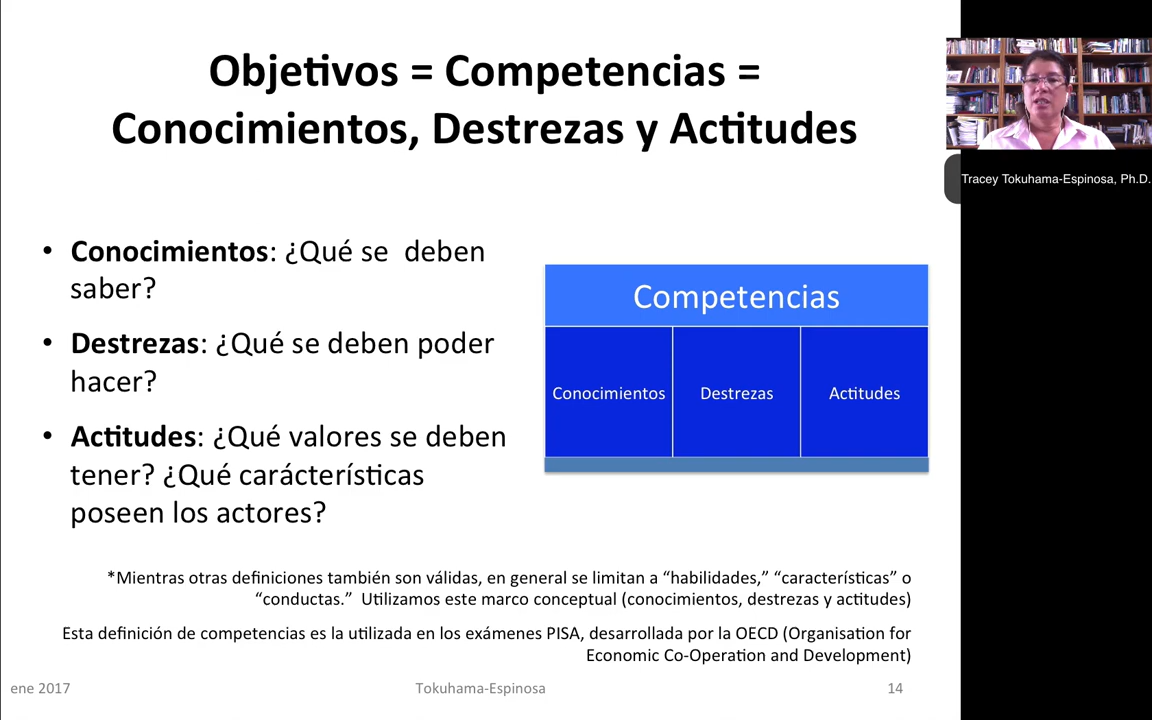 Objetivos = Competencias =
Conocimientos, Destrezas y Actitudes
• Conocimientos: ¿Qué se  deben
saber?
• Destrezas: ¿Qué se deben poder
hacer?
• Actitudes: ¿Qué valores se deben
tener? ¿Qué carácterísticas
poseen los actores?
Competencias
Conocimientos
Destrezas
Actitudes
*Mientras otras definiciones también son válidas, en general se limitan a “habilidades,” “características” o
“conductas.”  Utilizamos este marco conceptual (conocimientos, destrezas y actitudes)
Esta definición de competencias es la utilizada en los exámenes PISA, desarrollada por la OECD (Organisation for
Economic Co-Operation and Development)
ene 2017
Tokuhama-Espinosa
14
Tracey Tokuhama-Espinosa, Ph.D.